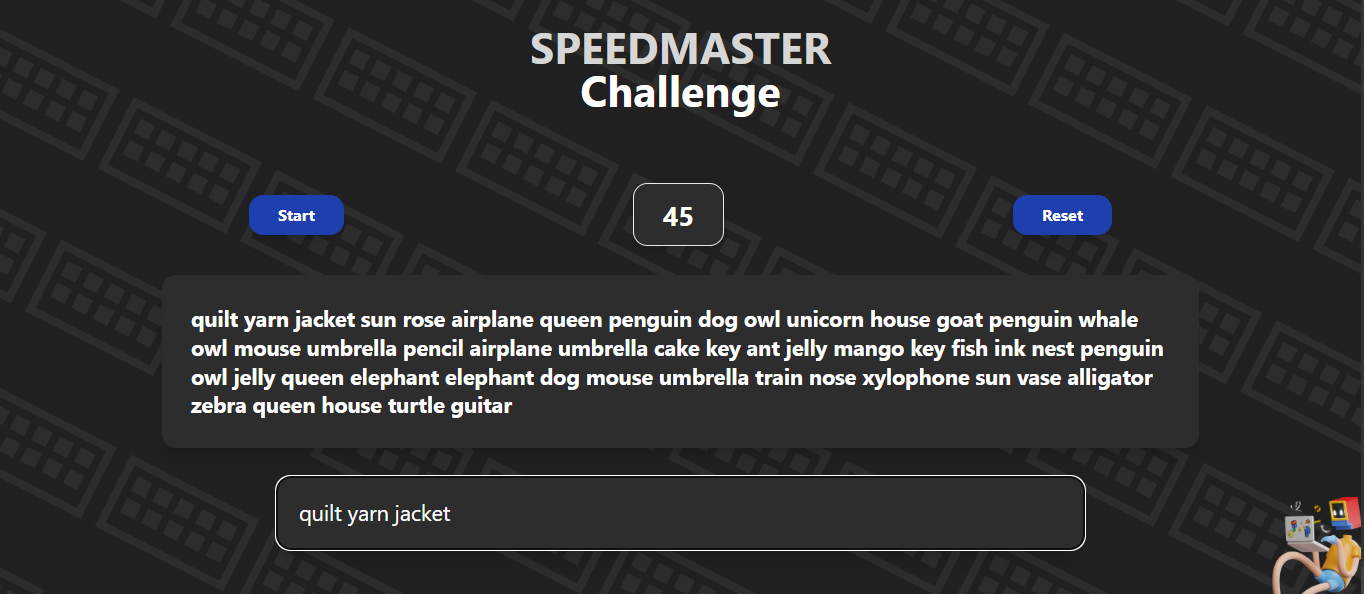 SPEEDMASTER
Challenge
Start
45
Reset
quilt yarn jacket sun rose airplane queen penguin dog owl unicorn house goat penguin whale
owl mouse umbrella pencil airplane umbrella cake key ant jelly mango key fish ink nest penguin
owl jelly queen elephant elephant dog mouse umbrella train nose xylophone sun vase alligator
zebra queen house turtle guitar
quilt yarn jacket